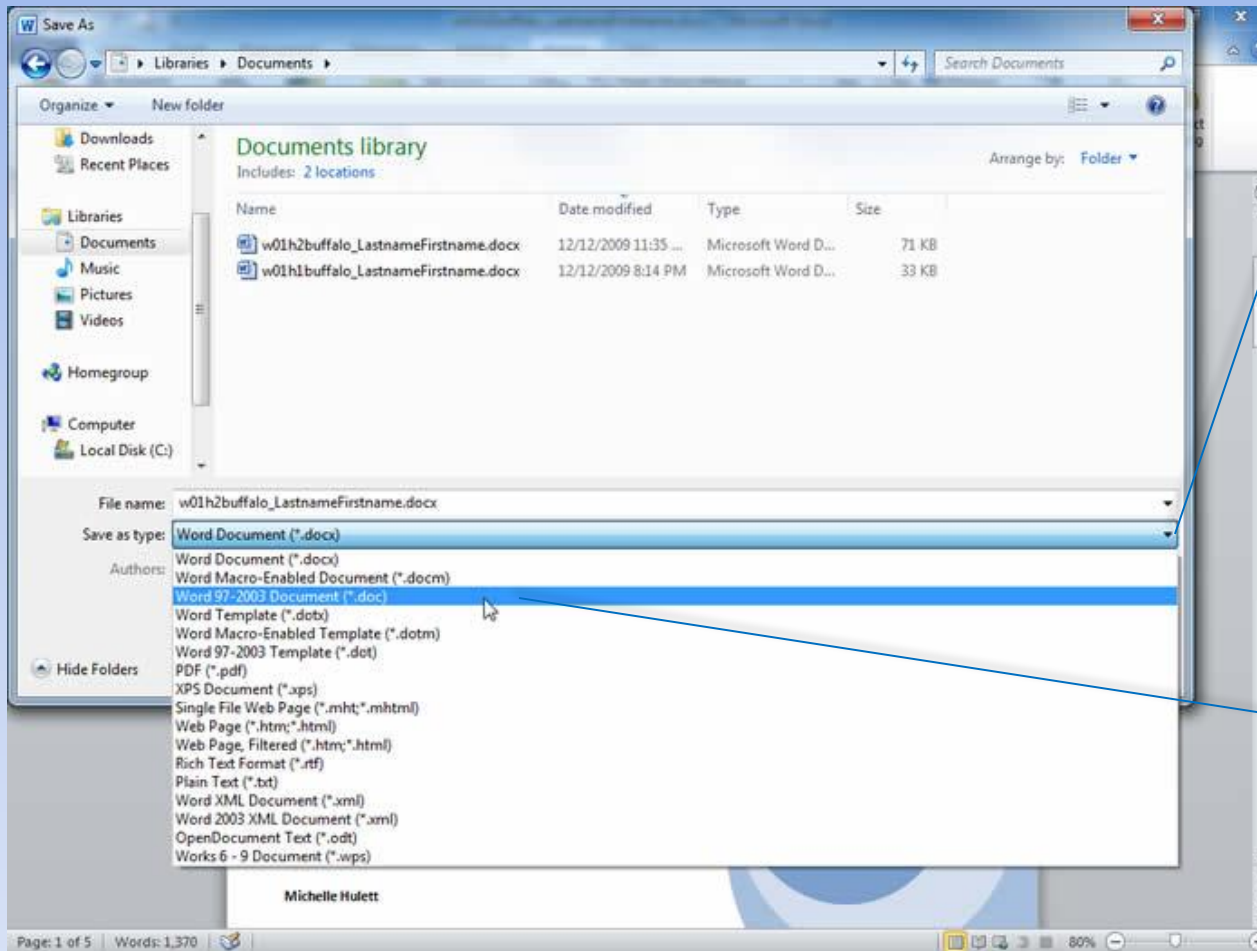 Save As
Libraries ▸ Documents ▸
Search Documents
Organize New folder
Downloads
Recent Places
Libraries
Documents
Music
Pictures
Videos
Homegroup
Computer
Local Disk (C:)
Documents library
Includes: 2 locations
Arrange by: Folder
Name Date modified Type Size
w01h2buffalo_LastnameFirstname.docx 12/12/2009 11:35 ... Microsoft Word D... 71 KB
w01h1buffalo_LastnameFirstname.docx 12/12/2009 8:14 PM Microsoft Word D... 33 KB
File name: w01h2buffalo_LastnameFirstname.docx
Save as type: Word Document (*.docx)
Authors:
Word Document (*.docx)
Word Macro-Enabled Document (*.docm)
Word 97-2003 Document (*.doc)
Word Template (*.dotx)
Word Macro-Enabled Template (*.dotm)
Word 97-2003 Template (*.dot)
PDF (*.pdf)
XPS Document (*.xps)
Single File Web Page (*.mht;*.mhtml)
Web Page (*.htm;*.html)
Web Page, Filtered (*.htm;*.html)
Rich Text Format (*.rtf)
Plain Text (*.txt)
Word XML Document (*.xml)
Word 2003 XML Document (*.xml)
OpenDocument Text (*.odt)
Works 6 - 9 Document (*.wps)
Hide Folders
Michelle Hulett
Page: 1 of 5 Words: 1,370
80%